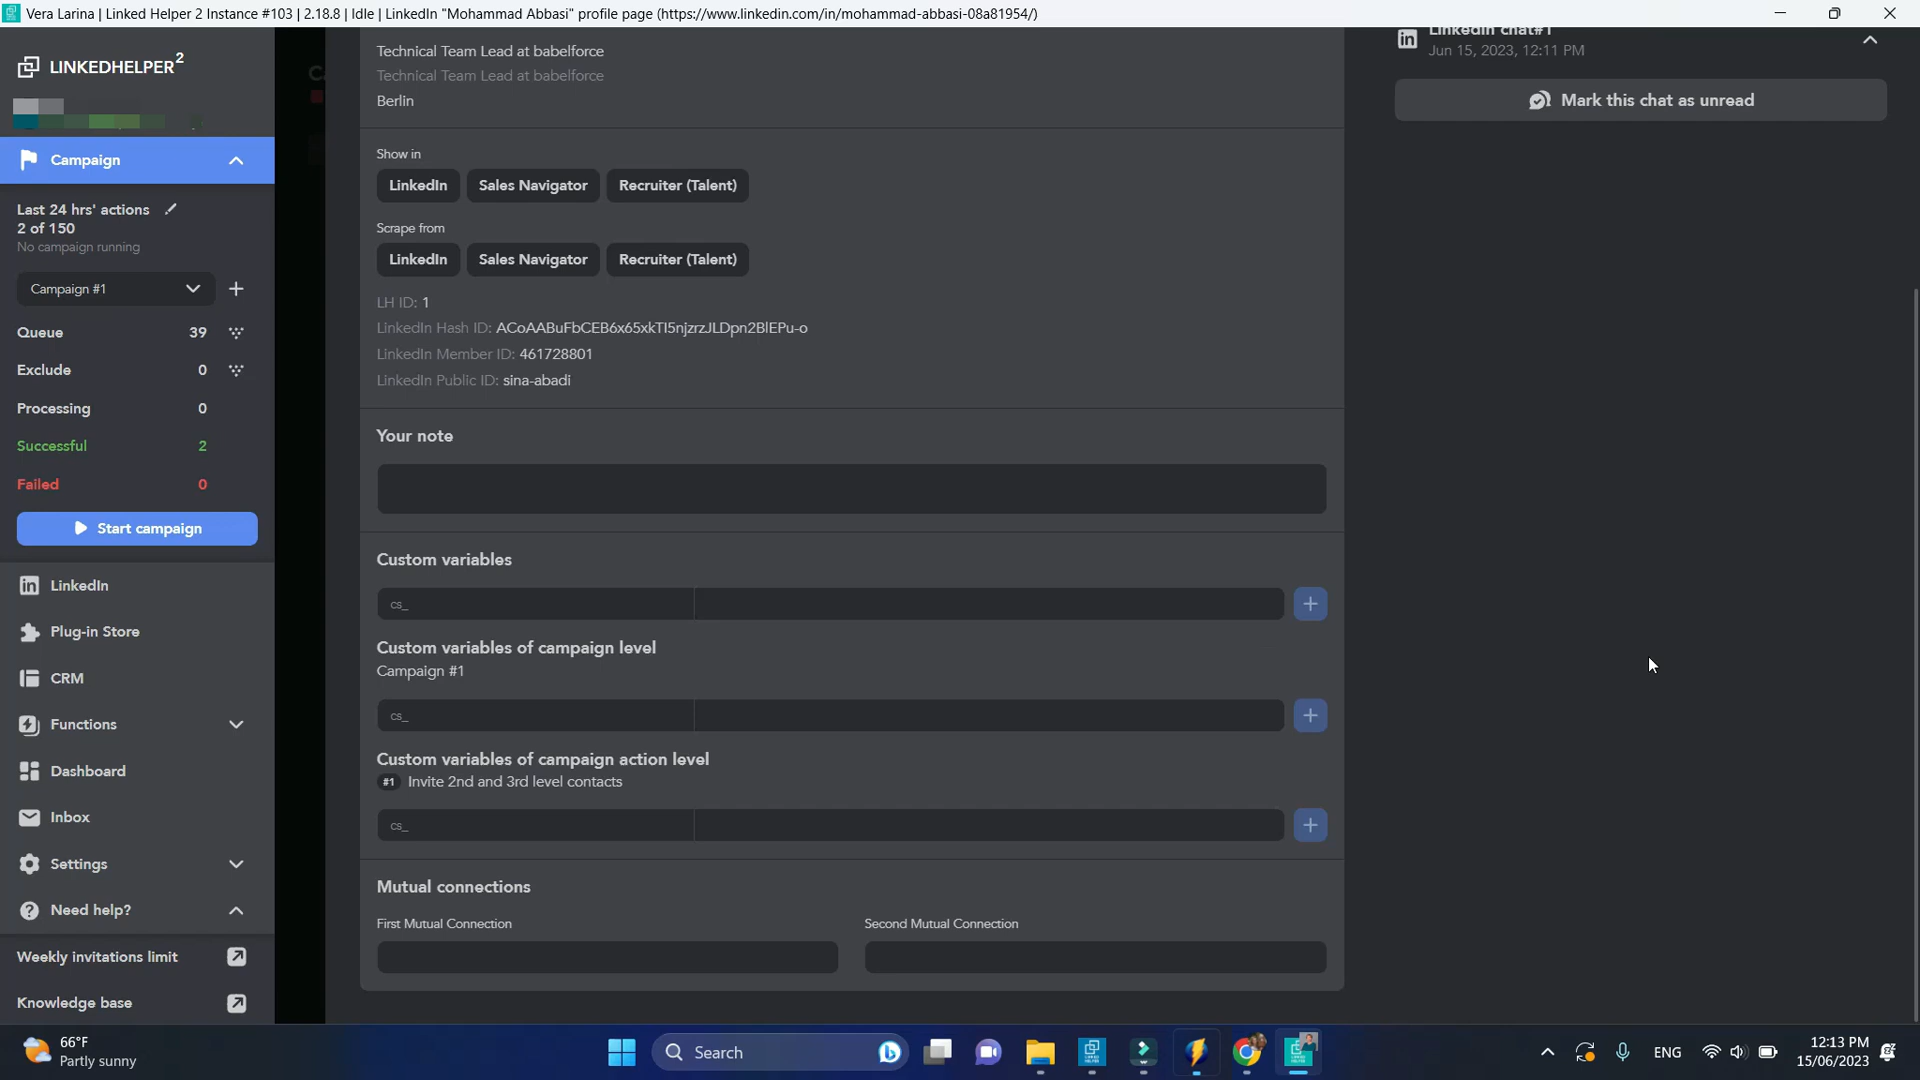 Vera Larina | Linked Helper 2 Instance #103 | 2.18.8 | Idle | LinkedIn "Mohammad Abbasi" profile page (https://www.linkedin.com/in/mohammad-abbasi-08a81954/)
LINKEDHELPER2
Campaign
Last 24 hrs' actions
2 of 150
No campaign running
Campaign #1
Queue 39
Exclude 0
Processing 0
Successful 2
Failed 0
Start campaign
LinkedIn
Plug-in Store
CRM
Functions
Dashboard
Inbox
Settings
Need help?
Weekly invitations limit
Knowledge base
Technical Team Lead at babelforce
Technical Team Lead at babelforce
Berlin
Show in
LinkedIn Sales Navigator Recruiter (Talent)
Scrape from
LinkedIn Sales Navigator Recruiter (Talent)
LH ID: 1
LinkedIn Hash ID: ACoAABuFbCEB6x65xkTI5njzrzJLDpn2BlEPu-o
LinkedIn Member ID: 461728801
LinkedIn Public ID: sina-abadi
Your note
Custom variables
cs_
Custom variables of campaign level
Campaign #1
cs_
Custom variables of campaign action level
#1 Invite 2nd and 3rd level contacts
cs_
Mutual connections
First Mutual Connection Second Mutual Connection
LinkedIn chat#1
Jun 15, 2023, 12:11 PM
Mark this chat as unread
66°F
Partly sunny
Search
ENG
12:13 PM
15/06/2023